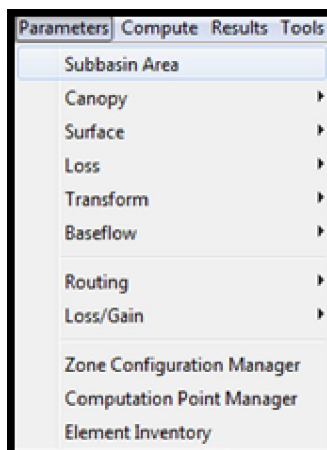 Parameters Compute Results Tools
Subbasin Area
Canopy
Surface
Loss
Transform
Baseflow
Routing
Loss/Gain
Zone Configuration Manager
Computation Point Manager
Element Inventory